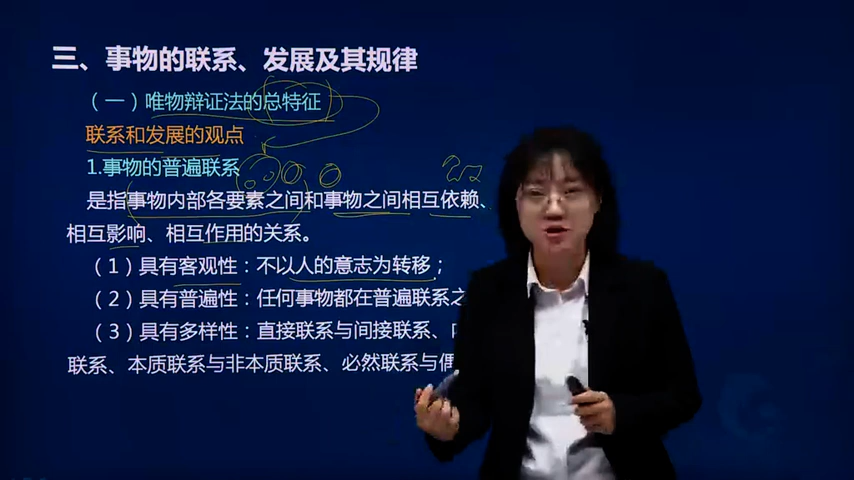 三、事物的联系、发展及其规律
（一）唯物辩证法的总特征
联系和发展的观点
1.事物的普遍联系
是指事物内部各要素之间和事物之间相互依赖、
相互影响、相互作用的关系。
（1）具有客观性：不以人的意志为转移；
（2）具有普遍性：任何事物都在普遍联系之
（3）具有多样性：直接联系与间接联系、
联系、本质联系与非本质联系、必然联系与